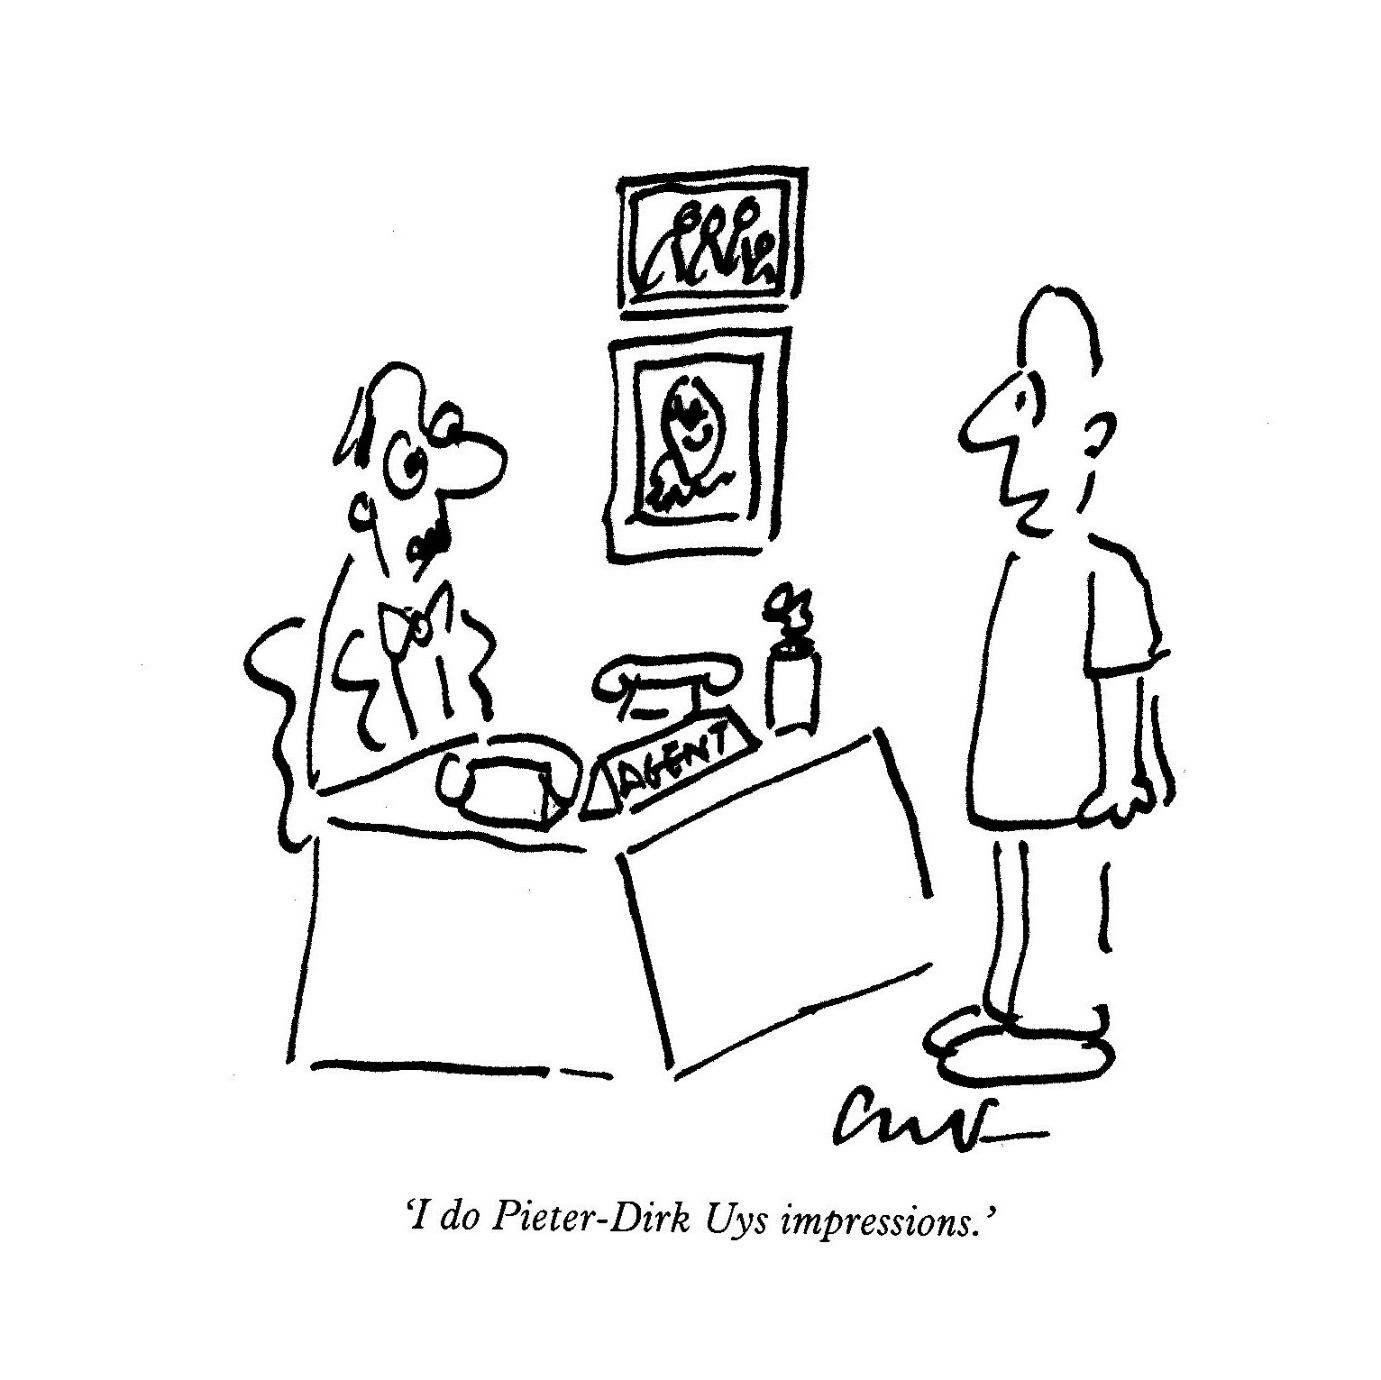 AGENT
‘I do Pieter-Dirk Uys impressions.’